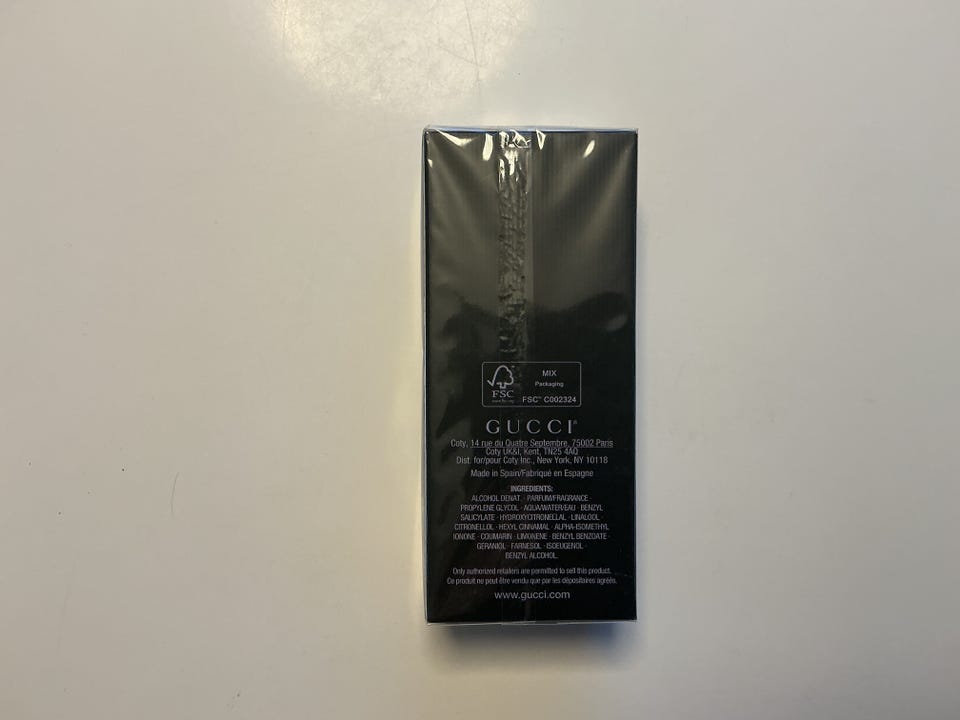 FSC
MIX
Packaging
FSC™ C002324
GUCCI®
Coty, 14 rue du Quatre Septembre, 75002 Paris
Coty UK&I, Kent, TN25 4AQ
Dist. for/pour Coty Inc., New York, NY 10118
Made in Spain/Fabriqué en Espagne
INGREDIENTS:
ALCOHOL DENAT. · PARFUM/FRAGRANCE ·
PROPYLENE GLYCOL · AQUA/WATER/EAU · BENZYL
SALICYLATE · HYDROXYCITRONELLAL · LINALOOL ·
CITRONELLOL · HEXYL CINNAMAL · ALPHA-ISOMETHYL
IONONE · COUMARIN · LIMONENE · BENZYL BENZOATE ·
GERANIOL · FARNESOL · ISOEUGENOL ·
BENZYL ALCOHOL.
Only authorized retailers are permitted to sell this product.
Ce produit ne peut être vendu que par les dépositaires agréés.
www.gucci.com